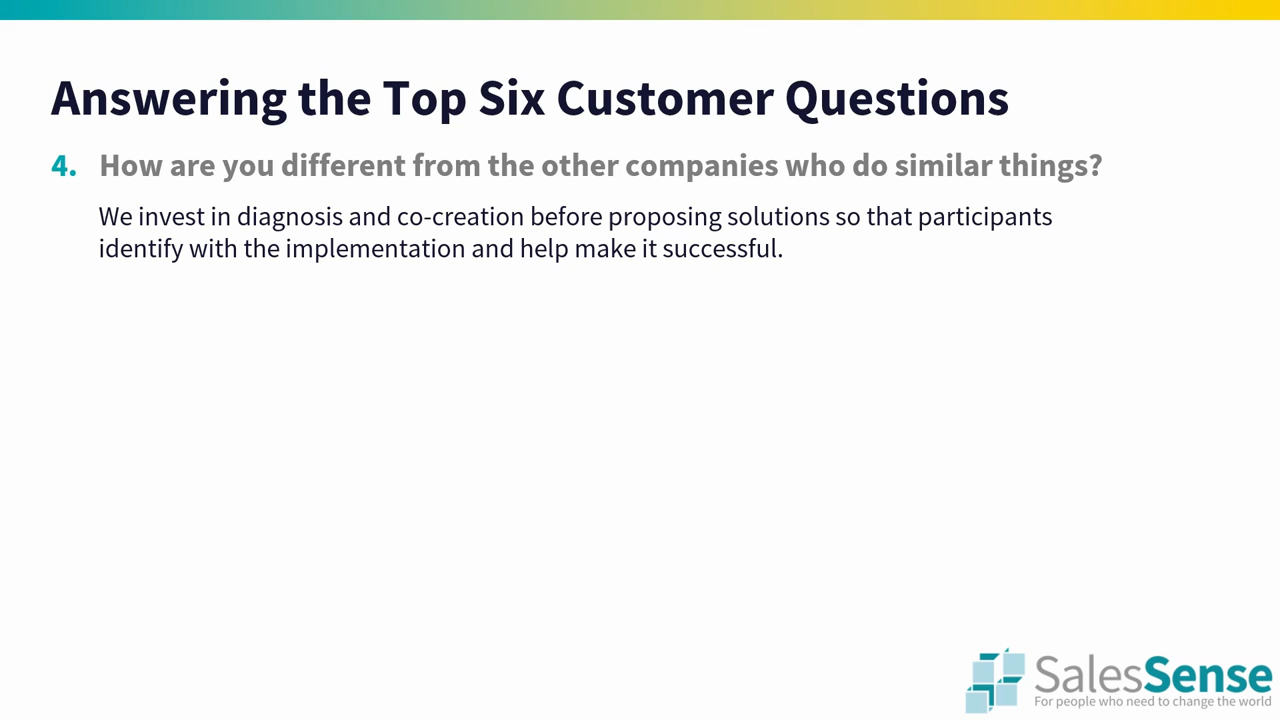 Answering the Top Six Customer Questions
4. How are you different from the other companies who do similar things?
We invest in diagnosis and co-creation before proposing solutions so that participants
identify with the implementation and help make it successful.
SalesSense
For people who need to change the world